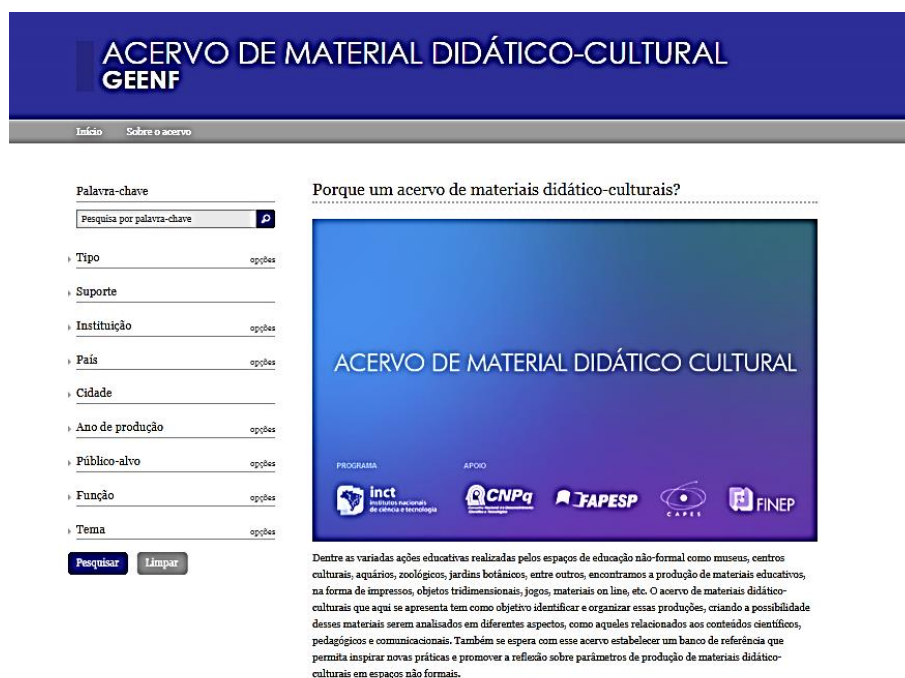 ACERVO DE MATERIAL DIDÁTICO-CULTURAL
GEENF
Início Sobre o acervo
Palavra-chave
Pesquisa por palavra-chave
Tipo opções
Suporte
Instituição opções
País opções
Cidade
Ano de produção opções
Público-alvo opções
Função opções
Tema opções
Pesquisar Limpar
Porque um acervo de materiais didático-culturais?
ACERVO DE MATERIAL DIDÁTICO CULTURAL
PROGRAMA APOIO
inct
institutos nacionais
de ciência e tecnologia
CNPq
FAPESP
CAPES
FINEP
Dentre as variadas ações educativas realizadas pelos espaços de educação não-formal como museus, centros
culturais, aquários, zoológicos, jardins botânicos, entre outros, encontramos a produção de materiais educativos,
na forma de impressos, objetos tridimensionais, jogos, materiais on line, etc. O acervo de materiais didático-
culturais que aqui se apresenta tem como objetivo identificar e organizar essas produções, criando a possibilidade
desses materiais serem analisados em diferentes aspectos, como aqueles relacionados aos conteúdos científicos,
pedagógicos e comunicacionais. Também se espera com esse acervo estabelecer um banco de referência que
permita inspirar novas práticas e promover a reflexão sobre parâmetros de produção de materiais didático-
culturais em espaços não formais.